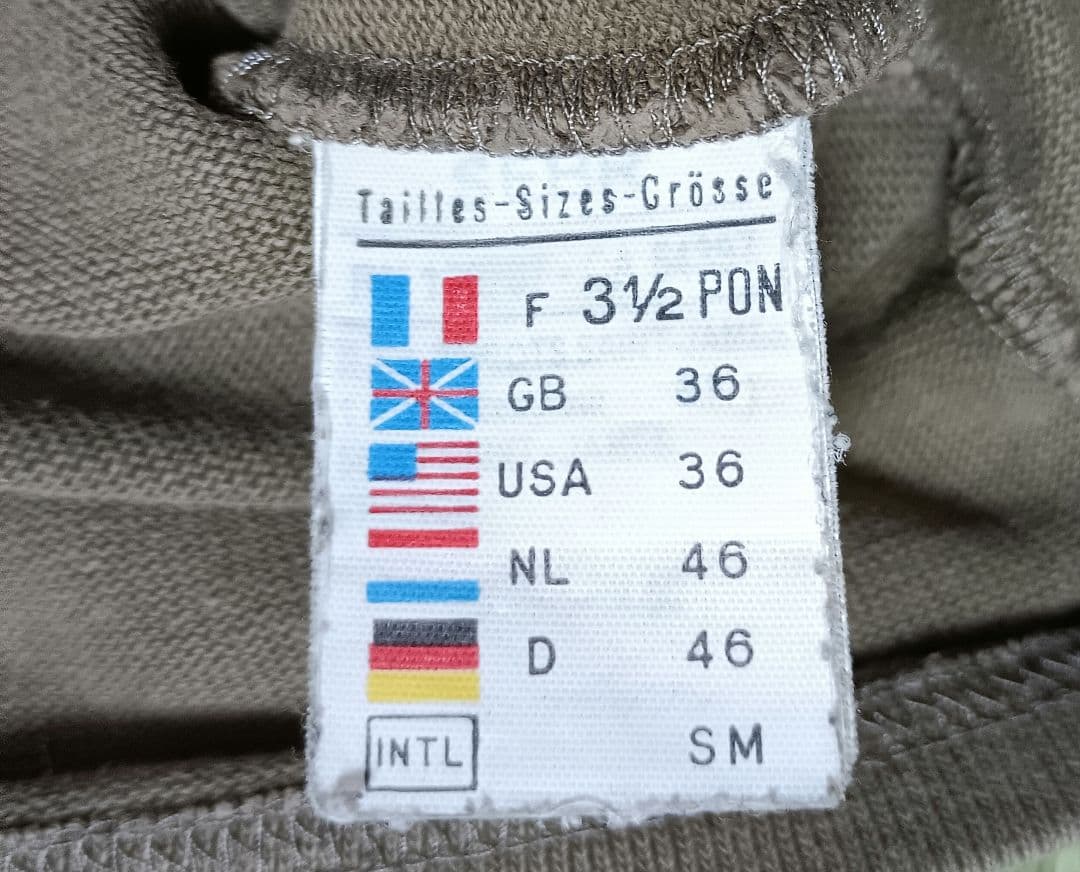 Tailles-Sizes-Grösse
F 3½ PON
GB 36
USA 36
NL 46
D 46
INTL SM